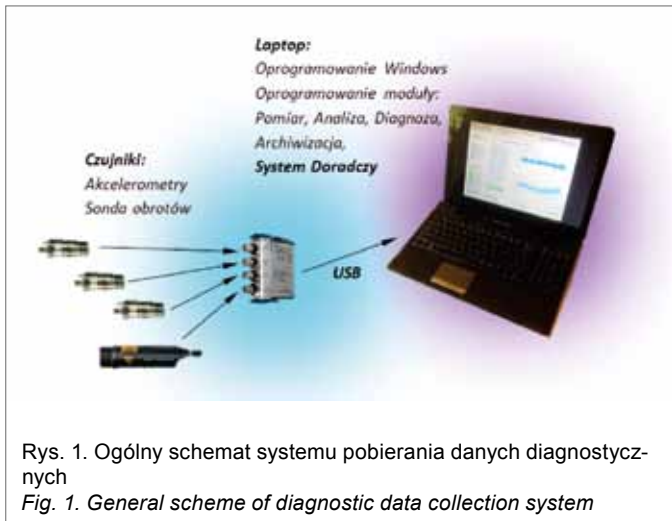 Laptop:
Oprogramowanie Windows
Oprogramowanie moduły:
Pomiar, Analiza, Diagnoza,
Archiwizacja,
System Doradczy
Czujniki:
Akcelerometry
Sonda obrotów
USB
Rys. 1. Ogólny schemat systemu pobierania danych diagnostycz-
nych
Fig. 1. General scheme of diagnostic data collection system